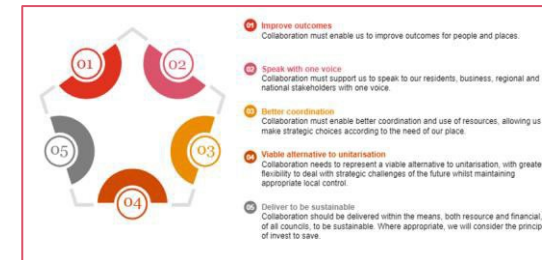 01
02
03
04
05
01 Improve outcomes
Collaboration must enable us to improve outcomes for people and places.
02 Speak with one voice
Collaboration must support us to speak to our residents, business, regional and
national stakeholders with one voice.
03 Better coordination
Collaboration must enable better coordination and use of resources, allowing us
make strategic choices according to the need of our place.
04 Viable alternative to unitarisation
Collaboration needs to represent a viable alternative to unitarisation, with greate
flexibility to deal with strategic challenges of the future whilst maintaining
appropriate local control.
05 Deliver to be sustainable
Collaboration should be delivered within the means, both resource and financial,
of all councils, to be sustainable. Where appropriate, we will consider the princip
of invest to save.